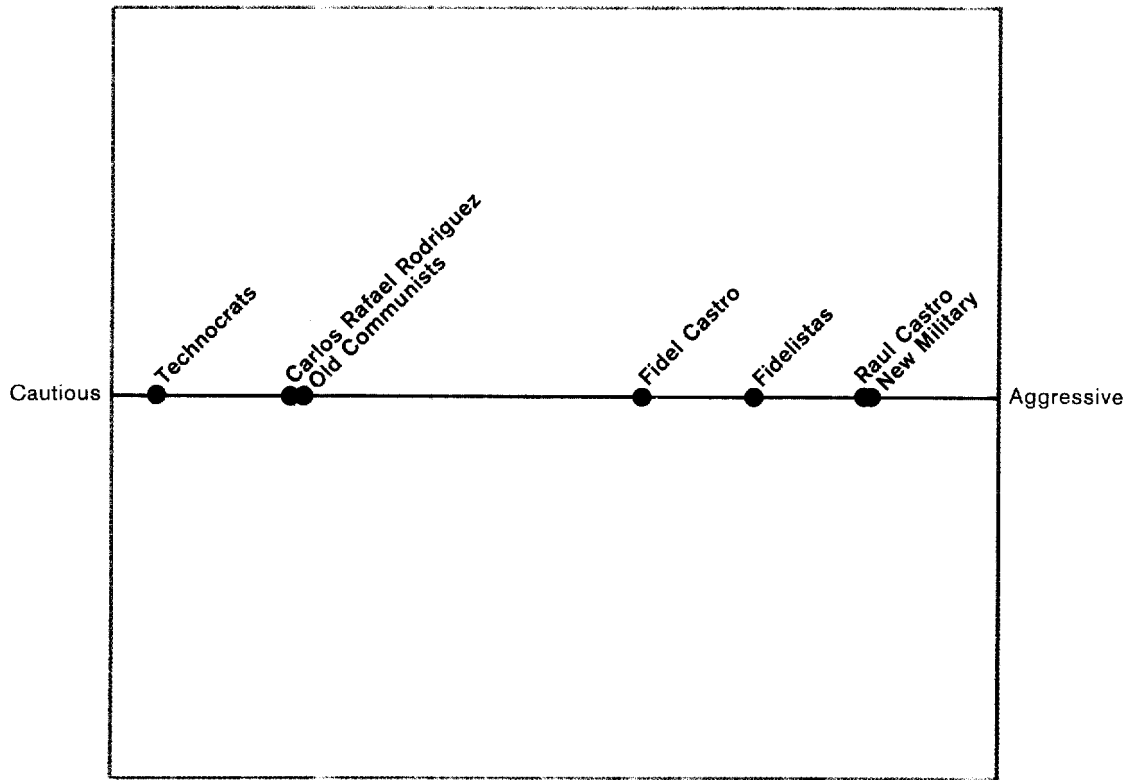 Cautious
Technocrats
Carlos Rafael Rodriguez
Old Communists
Fidel Castro
Fidelistas
Raul Castro
New Military
Aggressive